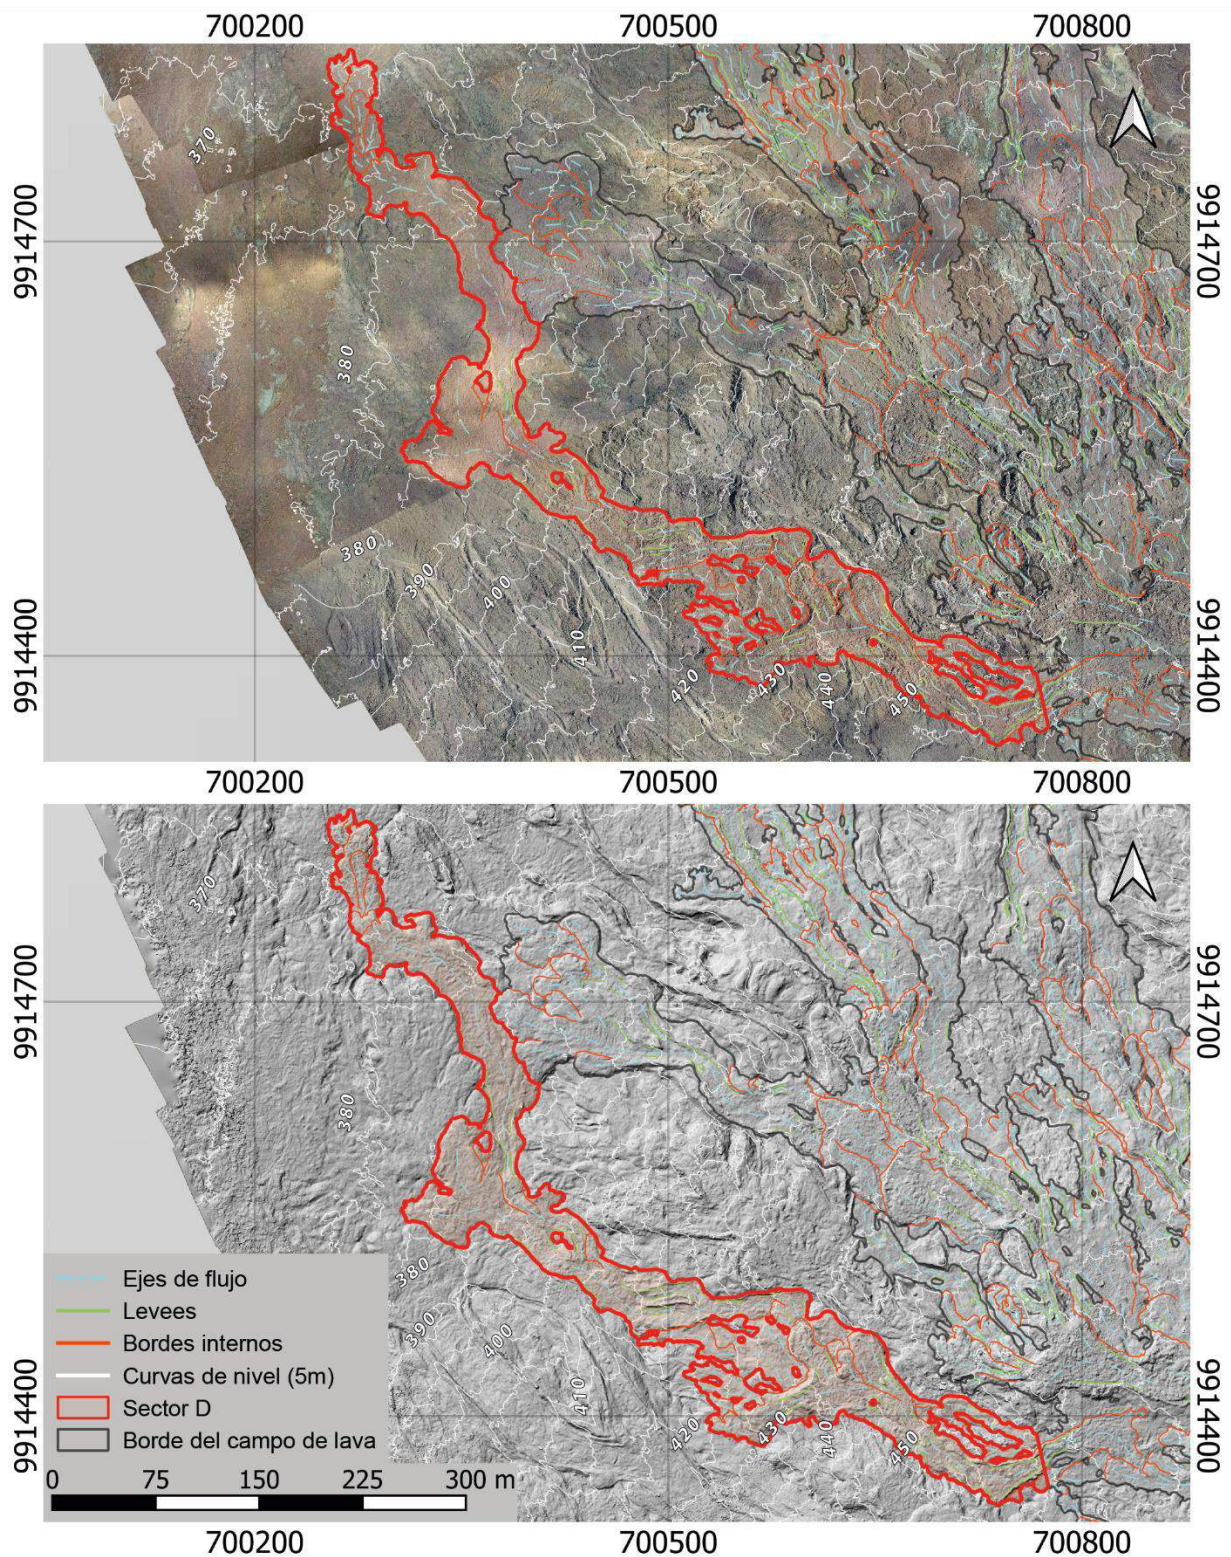 700200 700500 700800
370
9914700 9914700
380
380
390
400
410
9914400 9914400
420
430
440
450
700200 700500 700800
370
9914700 9914700
380
380
390
400
410
Ejes de flujo
Levees
Bordes internos
Curvas de nivel (5m)
Sector D
Borde del campo de lava
9914400 9914400
420
430
440
450
0 75 150 225 300 m
700200 700500 700800